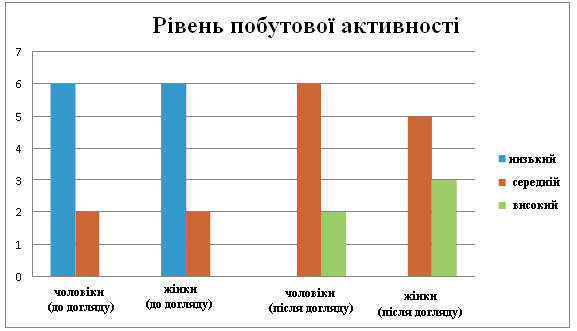 Рівень побутової активності
7
6
5
4
3
2
1
0
чоловіки
(до догляду)
жінки
(до догляду)
чоловіки
(після догляду)
жінки
(після догляду)
низький
середній
високий